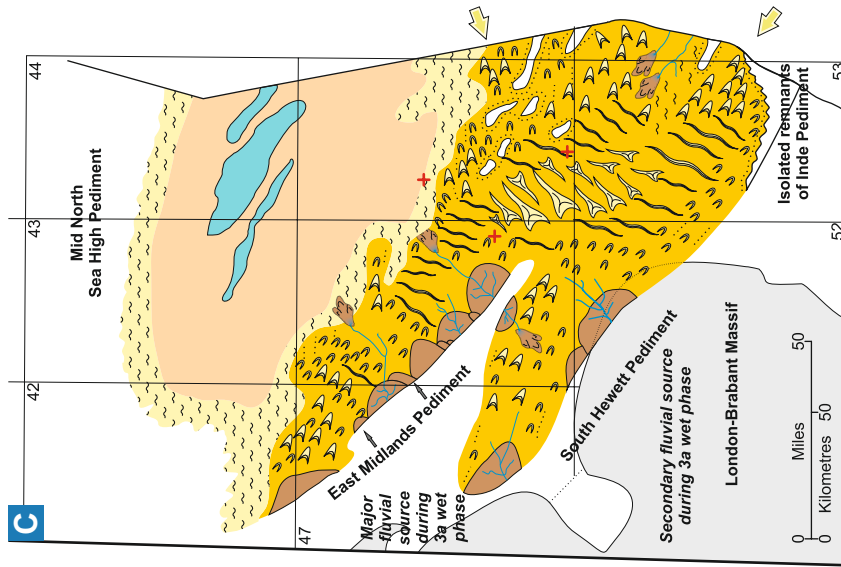 C
44
43
42
47
53
52
Mid North
Sea High Pediment
East Midlands Pediment
Major
fluvial
source
during
3a wet
phase
South Hewett Pediment
Secondary fluvial source
during 3a wet phase
London-Brabant Massif
Isolated remnants
of Inde Pediment
0
Miles
50
0
Kilometres
50